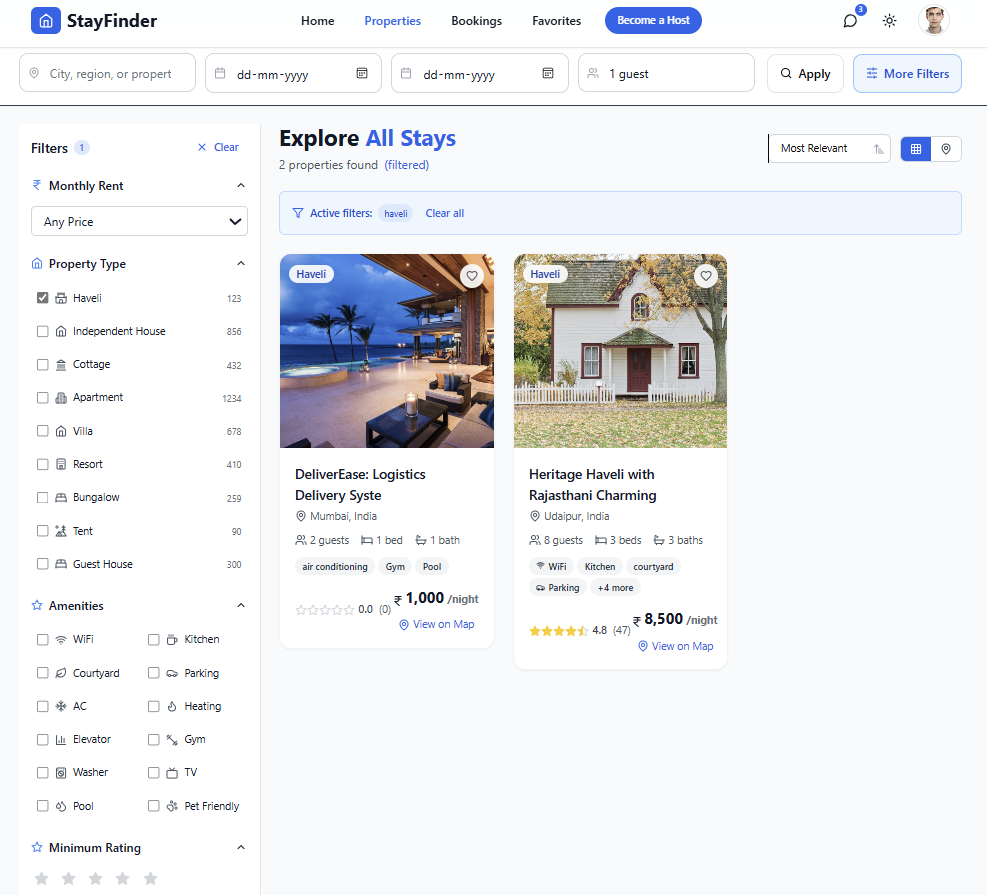 StayFinder
Home Properties Bookings Favorites Become a Host 3
City, region, or propert dd-mm-yyyy dd-mm-yyyy 1 guest Apply More Filters
Filters 1 Clear
₹ Monthly Rent
Any Price
Property Type
Haveli 123
Independent House 856
Cottage 432
Apartment 1234
Villa 678
Resort 410
Bungalow 259
Tent 90
Guest House 300
Amenities
WiFi Kitchen
Courtyard Parking
AC Heating
Elevator Gym
Washer TV
Pool Pet Friendly
Minimum Rating
Explore All Stays
2 properties found (filtered)
Most Relevant
Active filters: haveli Clear all
Haveli
DeliverEase: Logistics
Delivery Syste
Mumbai, India
2 guests 1 bed 1 bath
air conditioning Gym Pool
0.0 (0) ₹ 1,000 /night
View on Map
Haveli
Heritage Haveli with
Rajasthani Charming
Udaipur, India
8 guests 3 beds 3 baths
WiFi Kitchen courtyard
Parking +4 more
4.8 (47) ₹ 8,500 /night
View on Map